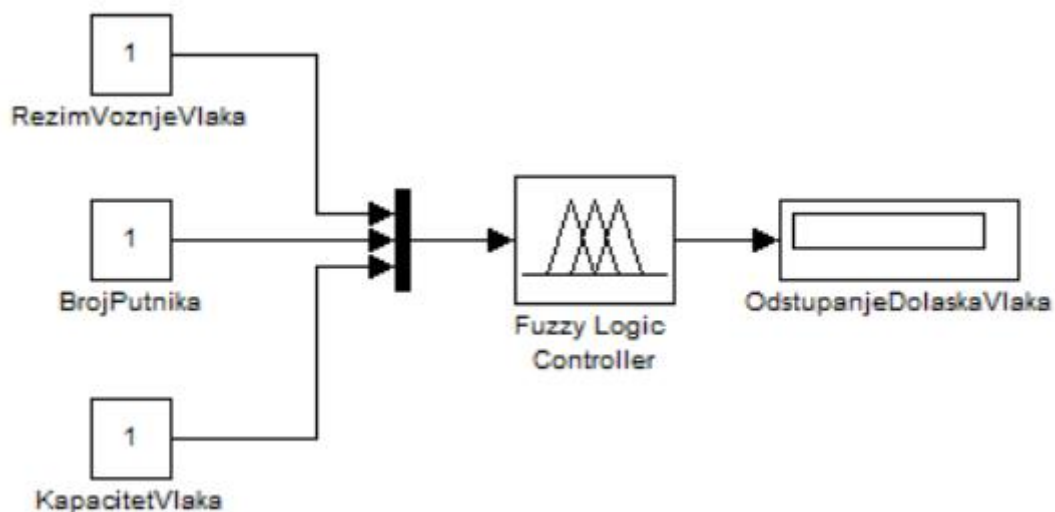 1
RezimVoznjeVlaka
1
BrojPutnika
1
KapacitetVlaka
Fuzzy Logic
Controller
OdstupanjeDolaskaVlaka